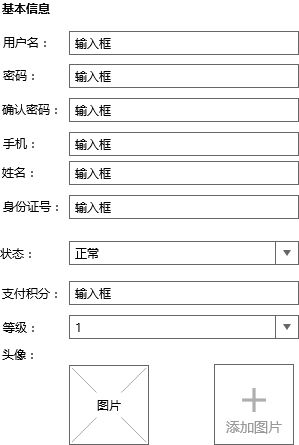 基本信息
用户名： 输入框
密码： 输入框
确认密码： 输入框
手机： 输入框
姓名： 输入框
身份证号： 输入框
状态： 正常
支付积分： 输入框
等级： 1
头像：
图片
添加图片